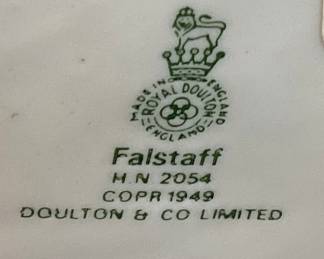 MADE IN ENGLAND
ROYAL DOULTON
ENGLAND
Falstaff
H.N 2054
COPR 1949
DOULTON & CO LIMITED